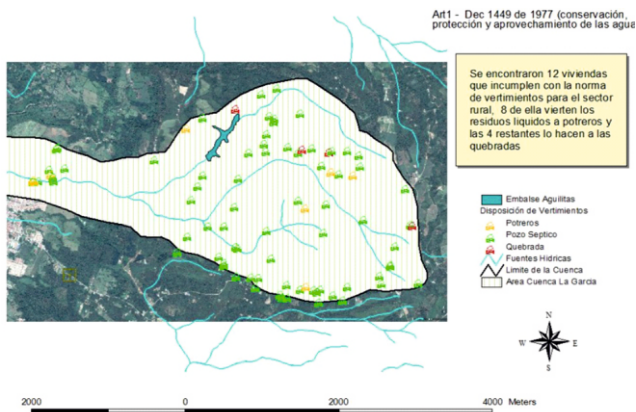 Art1 - Dec 1449 de 1977 (conservación,
protección y aprovechamiento de las agua
Se encontraron 12 viviendas
que incumplen con la norma
de vertimientos para el sector
rural, 8 de ella vierten los
residuos liquidos a potreros y
las 4 restantes lo hacen a las
quebradas
Embalse Aguilitas
Disposición de Vertimientos
Potreros
Pozo Septico
Quebrada
Fuentes Hidricas
Limite de la Cuenca
Area Cuenca La Garcia
N
W E
S
2000 0 2000 4000 Meters